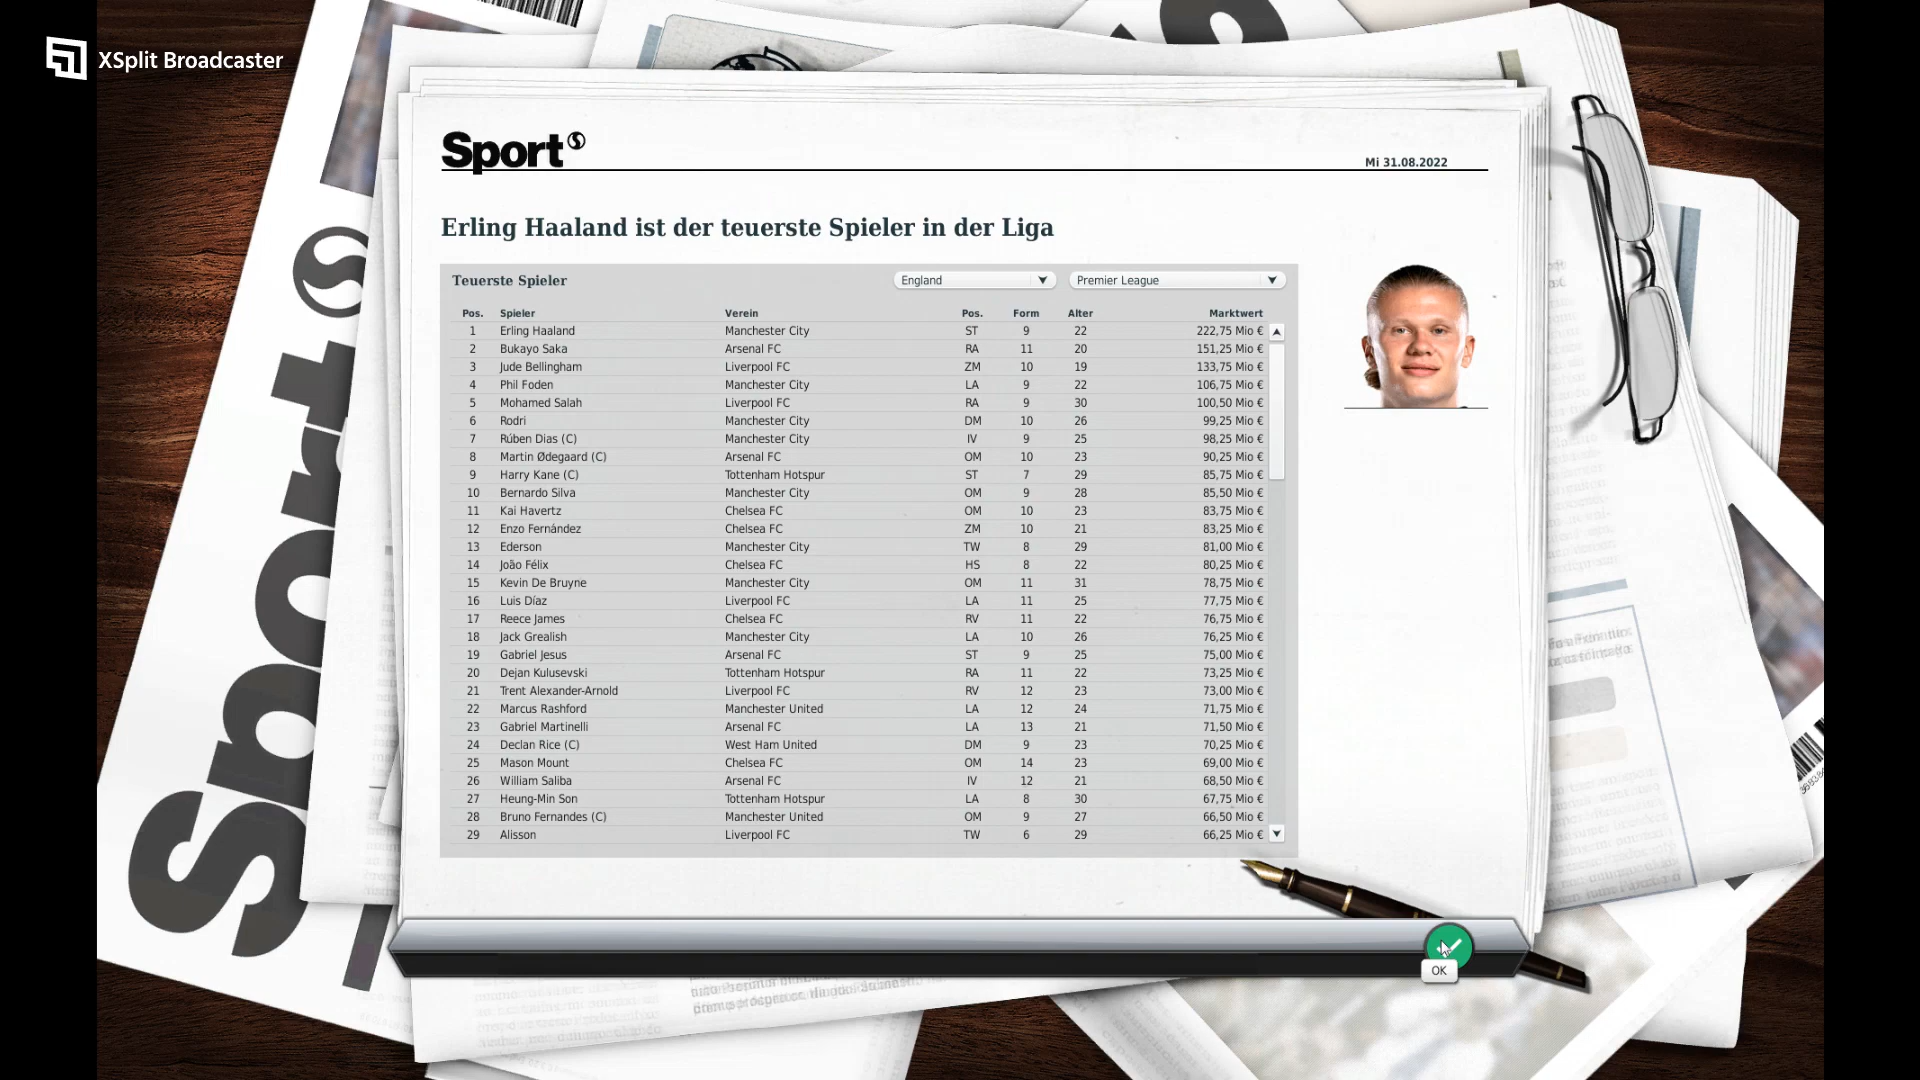 XSplit Broadcaster
Sport
Mi 31.08.2022
Erling Haaland ist der teuerste Spieler in der Liga
Teuerste Spieler England Premier League
Pos. Spieler Verein Pos. Form Alter Marktwert
1 Erling Haaland Manchester City ST 9 22 222,75 Mio €
2 Bukayo Saka Arsenal FC RA 11 20 151,25 Mio €
3 Jude Bellingham Liverpool FC ZM 10 19 133,75 Mio €
4 Phil Foden Manchester City LA 9 22 106,75 Mio €
5 Mohamed Salah Liverpool FC RA 9 30 100,50 Mio €
6 Rodri Manchester City DM 10 26 99,25 Mio €
7 Rúben Dias (C) Manchester City IV 9 25 98,25 Mio €
8 Martin Ødegaard (C) Arsenal FC OM 10 23 90,25 Mio €
9 Harry Kane (C) Tottenham Hotspur ST 7 29 85,75 Mio €
10 Bernardo Silva Manchester City OM 9 28 85,50 Mio €
11 Kai Havertz Chelsea FC OM 10 23 83,75 Mio €
12 Enzo Fernández Chelsea FC ZM 10 21 83,25 Mio €
13 Ederson Manchester City TW 8 29 81,00 Mio €
14 João Félix Chelsea FC HS 8 22 80,25 Mio €
15 Kevin De Bruyne Manchester City OM 11 31 78,75 Mio €
16 Luis Díaz Liverpool FC LA 11 25 77,75 Mio €
17 Reece James Chelsea FC RV 11 22 76,75 Mio €
18 Jack Grealish Manchester City LA 10 26 76,25 Mio €
19 Gabriel Jesus Arsenal FC ST 9 25 75,00 Mio €
20 Dejan Kulusevski Tottenham Hotspur RA 11 22 73,25 Mio €
21 Trent Alexander-Arnold Liverpool FC RV 12 23 73,00 Mio €
22 Marcus Rashford Manchester United LA 12 24 71,75 Mio €
23 Gabriel Martinelli Arsenal FC LA 13 21 71,50 Mio €
24 Declan Rice (C) West Ham United DM 9 23 70,25 Mio €
25 Mason Mount Chelsea FC OM 14 23 69,00 Mio €
26 William Saliba Arsenal FC IV 12 21 68,50 Mio €
27 Heung-Min Son Tottenham Hotspur LA 8 30 67,75 Mio €
28 Bruno Fernandes (C) Manchester United OM 9 27 66,50 Mio €
29 Alisson Liverpool FC TW 6 29 66,25 Mio €
OK
Sport